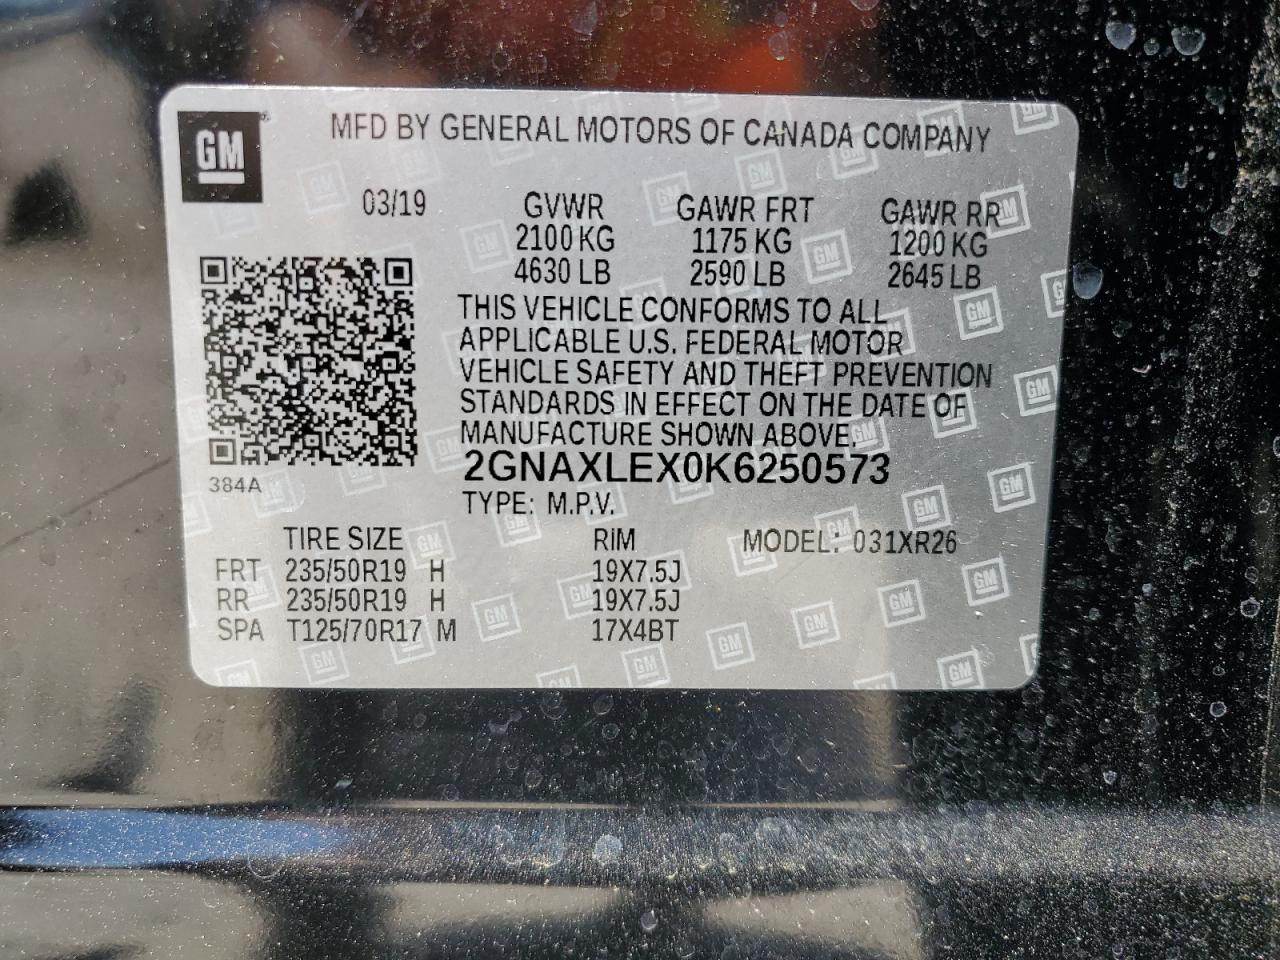 GM
MFD BY GENERAL MOTORS OF CANADA COMPANY
03/19 GVWR GAWR FRT GAWR RR
2100 KG 1175 KG 1200 KG
4630 LB 2590 LB 2645 LB
THIS VEHICLE CONFORMS TO ALL
APPLICABLE U.S. FEDERAL MOTOR
VEHICLE SAFETY AND THEFT PREVENTION
STANDARDS IN EFFECT ON THE DATE OF
MANUFACTURE SHOWN ABOVE.
2GNAXLEX0K6250573
384A
TYPE: M.P.V.
TIRE SIZE RIM MODEL: 031XR26
FRT 235/50R19 H 19X7.5J
RR 235/50R19 H 19X7.5J
SPA T125/70R17 M 17X4BT